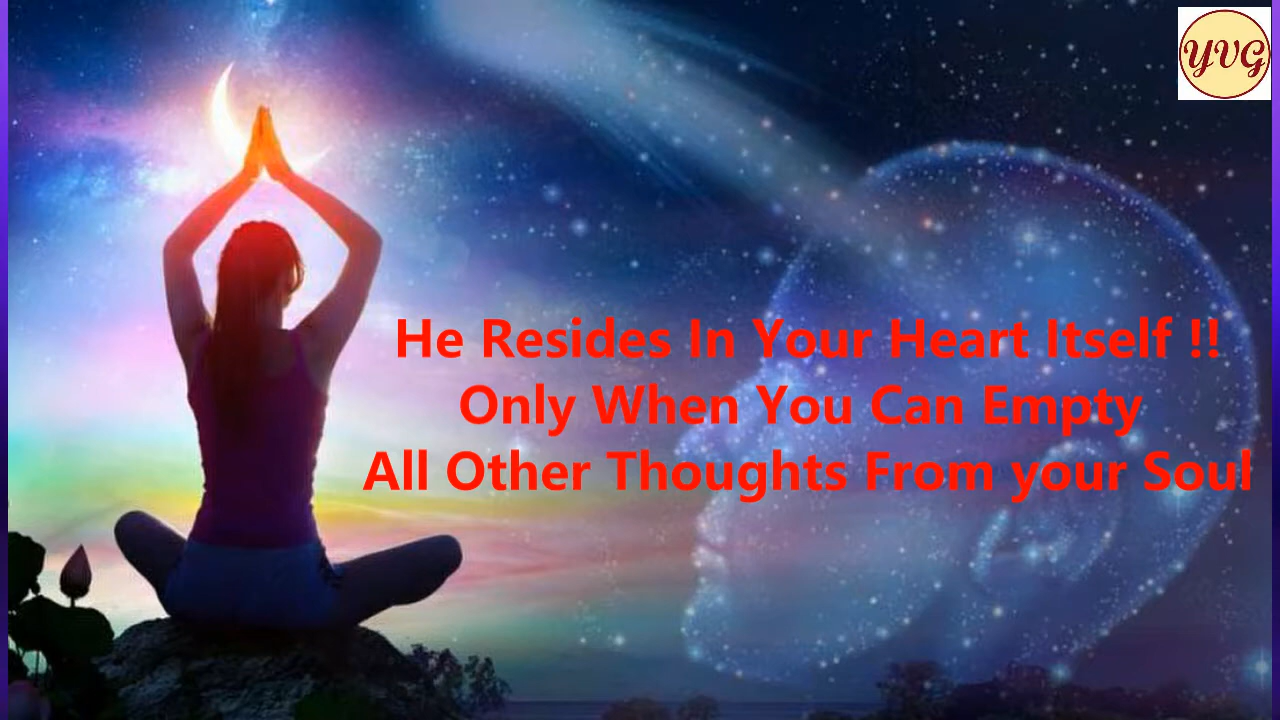 YVG
He Resides In Your Heart Itself !!
Only When You Can Empty
All Other Thoughts From your Soul